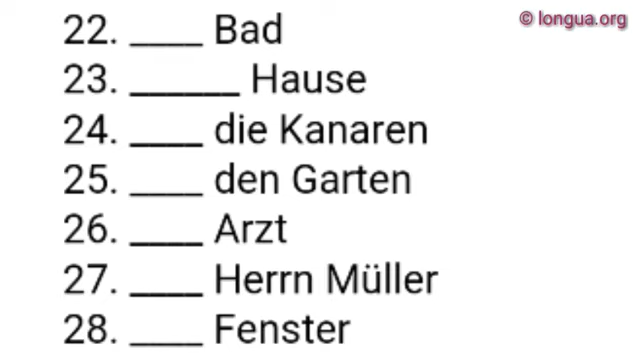 © longua.org
22. ____ Bad
23. ______ Hause
24. ____ die Kanaren
25. ____ den Garten
26. ____ Arzt
27. ____ Herrn Müller
28. ____ Fenster